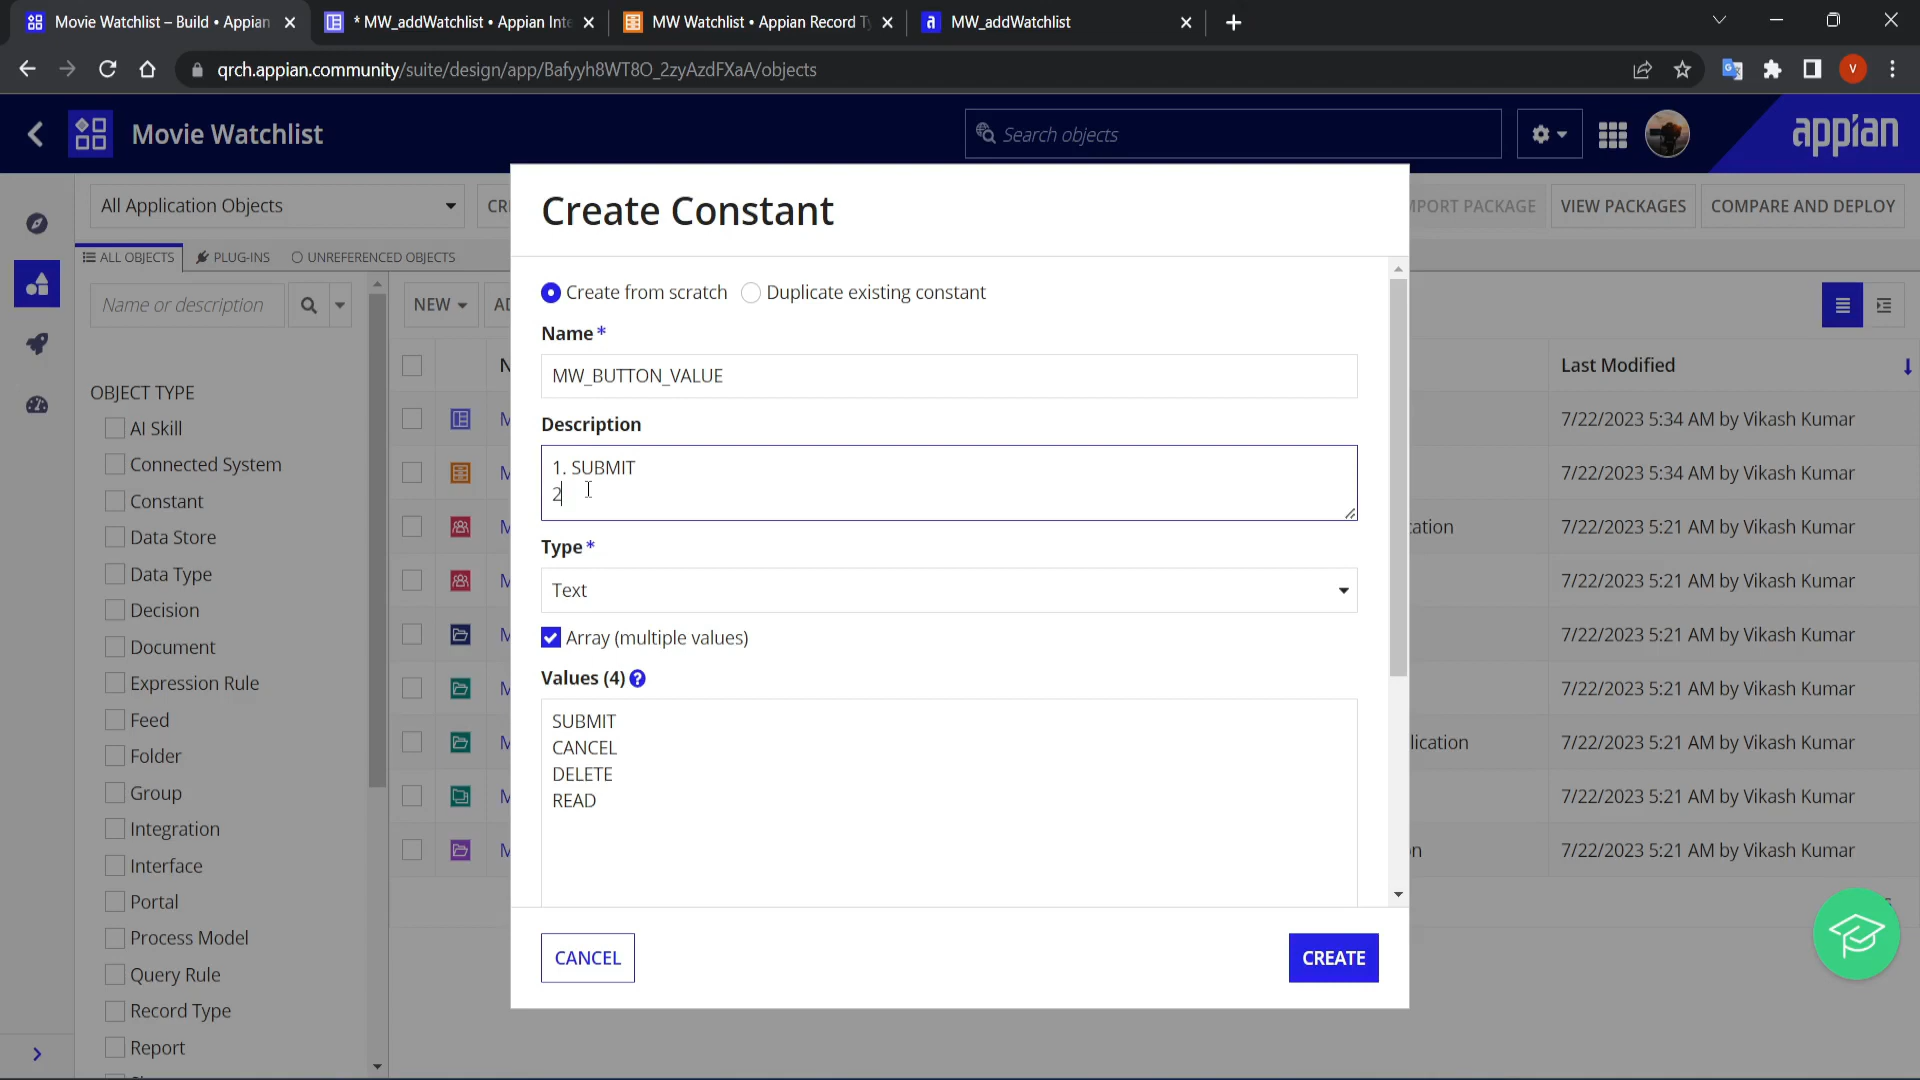 Movie Watchlist – Build • Appian
* MW_addWatchlist • Appian Inte
MW Watchlist • Appian Record T
MW_addWatchlist
qrch.appian.community/suite/design/app/Bafyyh8WT8O_2zyAzdFXaA/objects
V
Movie Watchlist
Search objects
appian
All Application Objects
CRE
IMPORT PACKAGE
VIEW PACKAGES
COMPARE AND DEPLOY
ALL OBJECTS
PLUG-INS
UNREFERENCED OBJECTS
Name or description
NEW
AD
OBJECT TYPE
AI Skill
Connected System
Constant
Data Store
Data Type
Decision
Document
Expression Rule
Feed
Folder
Group
Integration
Interface
Portal
Process Model
Query Rule
Record Type
Report
Create Constant
Create from scratch
Duplicate existing constant
Name *
MW_BUTTON_VALUE
Description
1. SUBMIT
2
Type *
Text
Array (multiple values)
Values (4)
SUBMIT
CANCEL
DELETE
READ
CANCEL
CREATE
Last Modified
7/22/2023 5:34 AM by Vikash Kumar
7/22/2023 5:34 AM by Vikash Kumar
cation
7/22/2023 5:21 AM by Vikash Kumar
7/22/2023 5:21 AM by Vikash Kumar
7/22/2023 5:21 AM by Vikash Kumar
7/22/2023 5:21 AM by Vikash Kumar
lication
7/22/2023 5:21 AM by Vikash Kumar
7/22/2023 5:21 AM by Vikash Kumar
7/22/2023 5:21 AM by Vikash Kumar